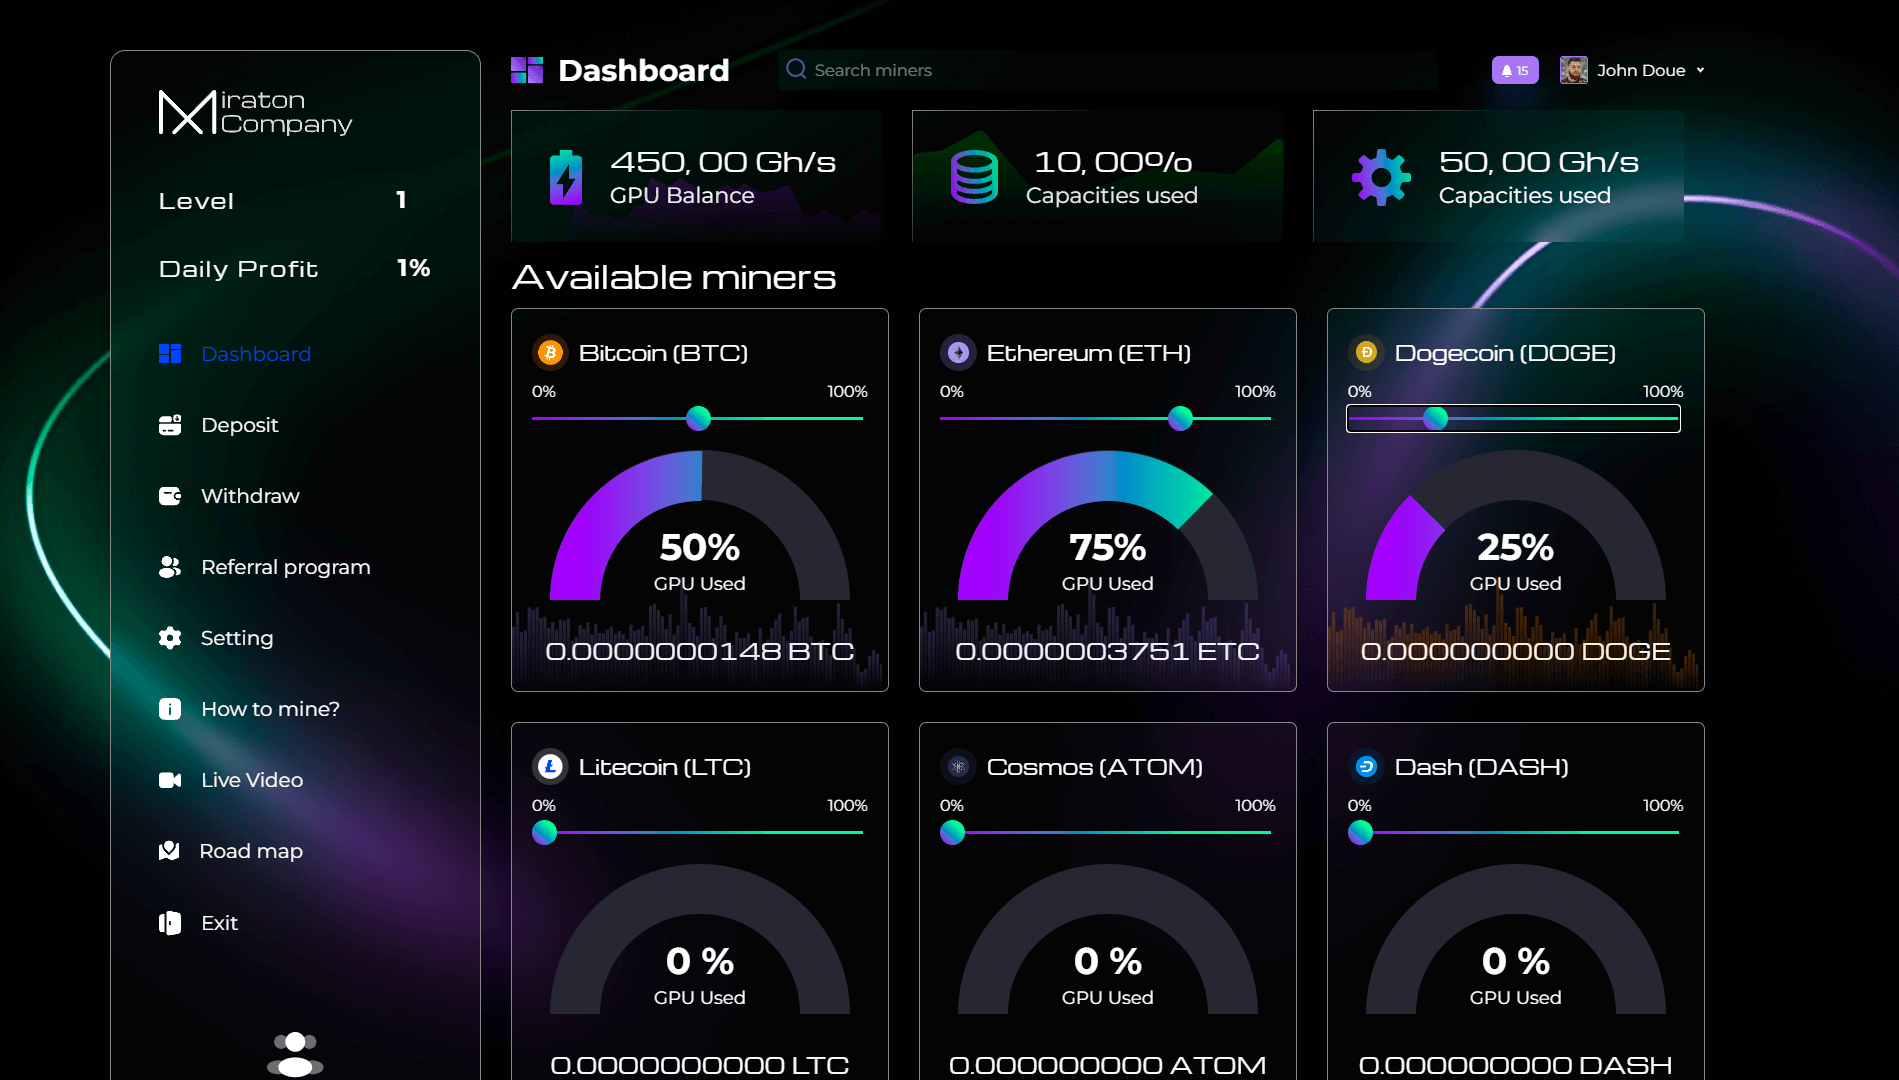 Miraton
Company
Level 1
Daily Profit 1%
Dashboard
Deposit
Withdraw
Referral program
Setting
How to mine?
Live Video
Road map
Exit
Dashboard
Search miners
15
John Doue
450, 00 Gh/s
GPU Balance
10, 00%
Capacities used
50, 00 Gh/s
Capacities used
Available miners
Bitcoin (BTC)
0% 100%
50%
GPU Used
0.0000000148 BTC
Ethereum (ETH)
0% 100%
75%
GPU Used
0.0000003751 ETC
Dogecoin (DOGE)
0% 100%
25%
GPU Used
0.000000000 DOGE
Litecoin (LTC)
0% 100%
0 %
GPU Used
0.0000000000 LTC
Cosmos (ATOM)
0% 100%
0 %
GPU Used
0.000000000 ATOM
Dash (DASH)
0% 100%
0 %
GPU Used
0.000000000 DASH